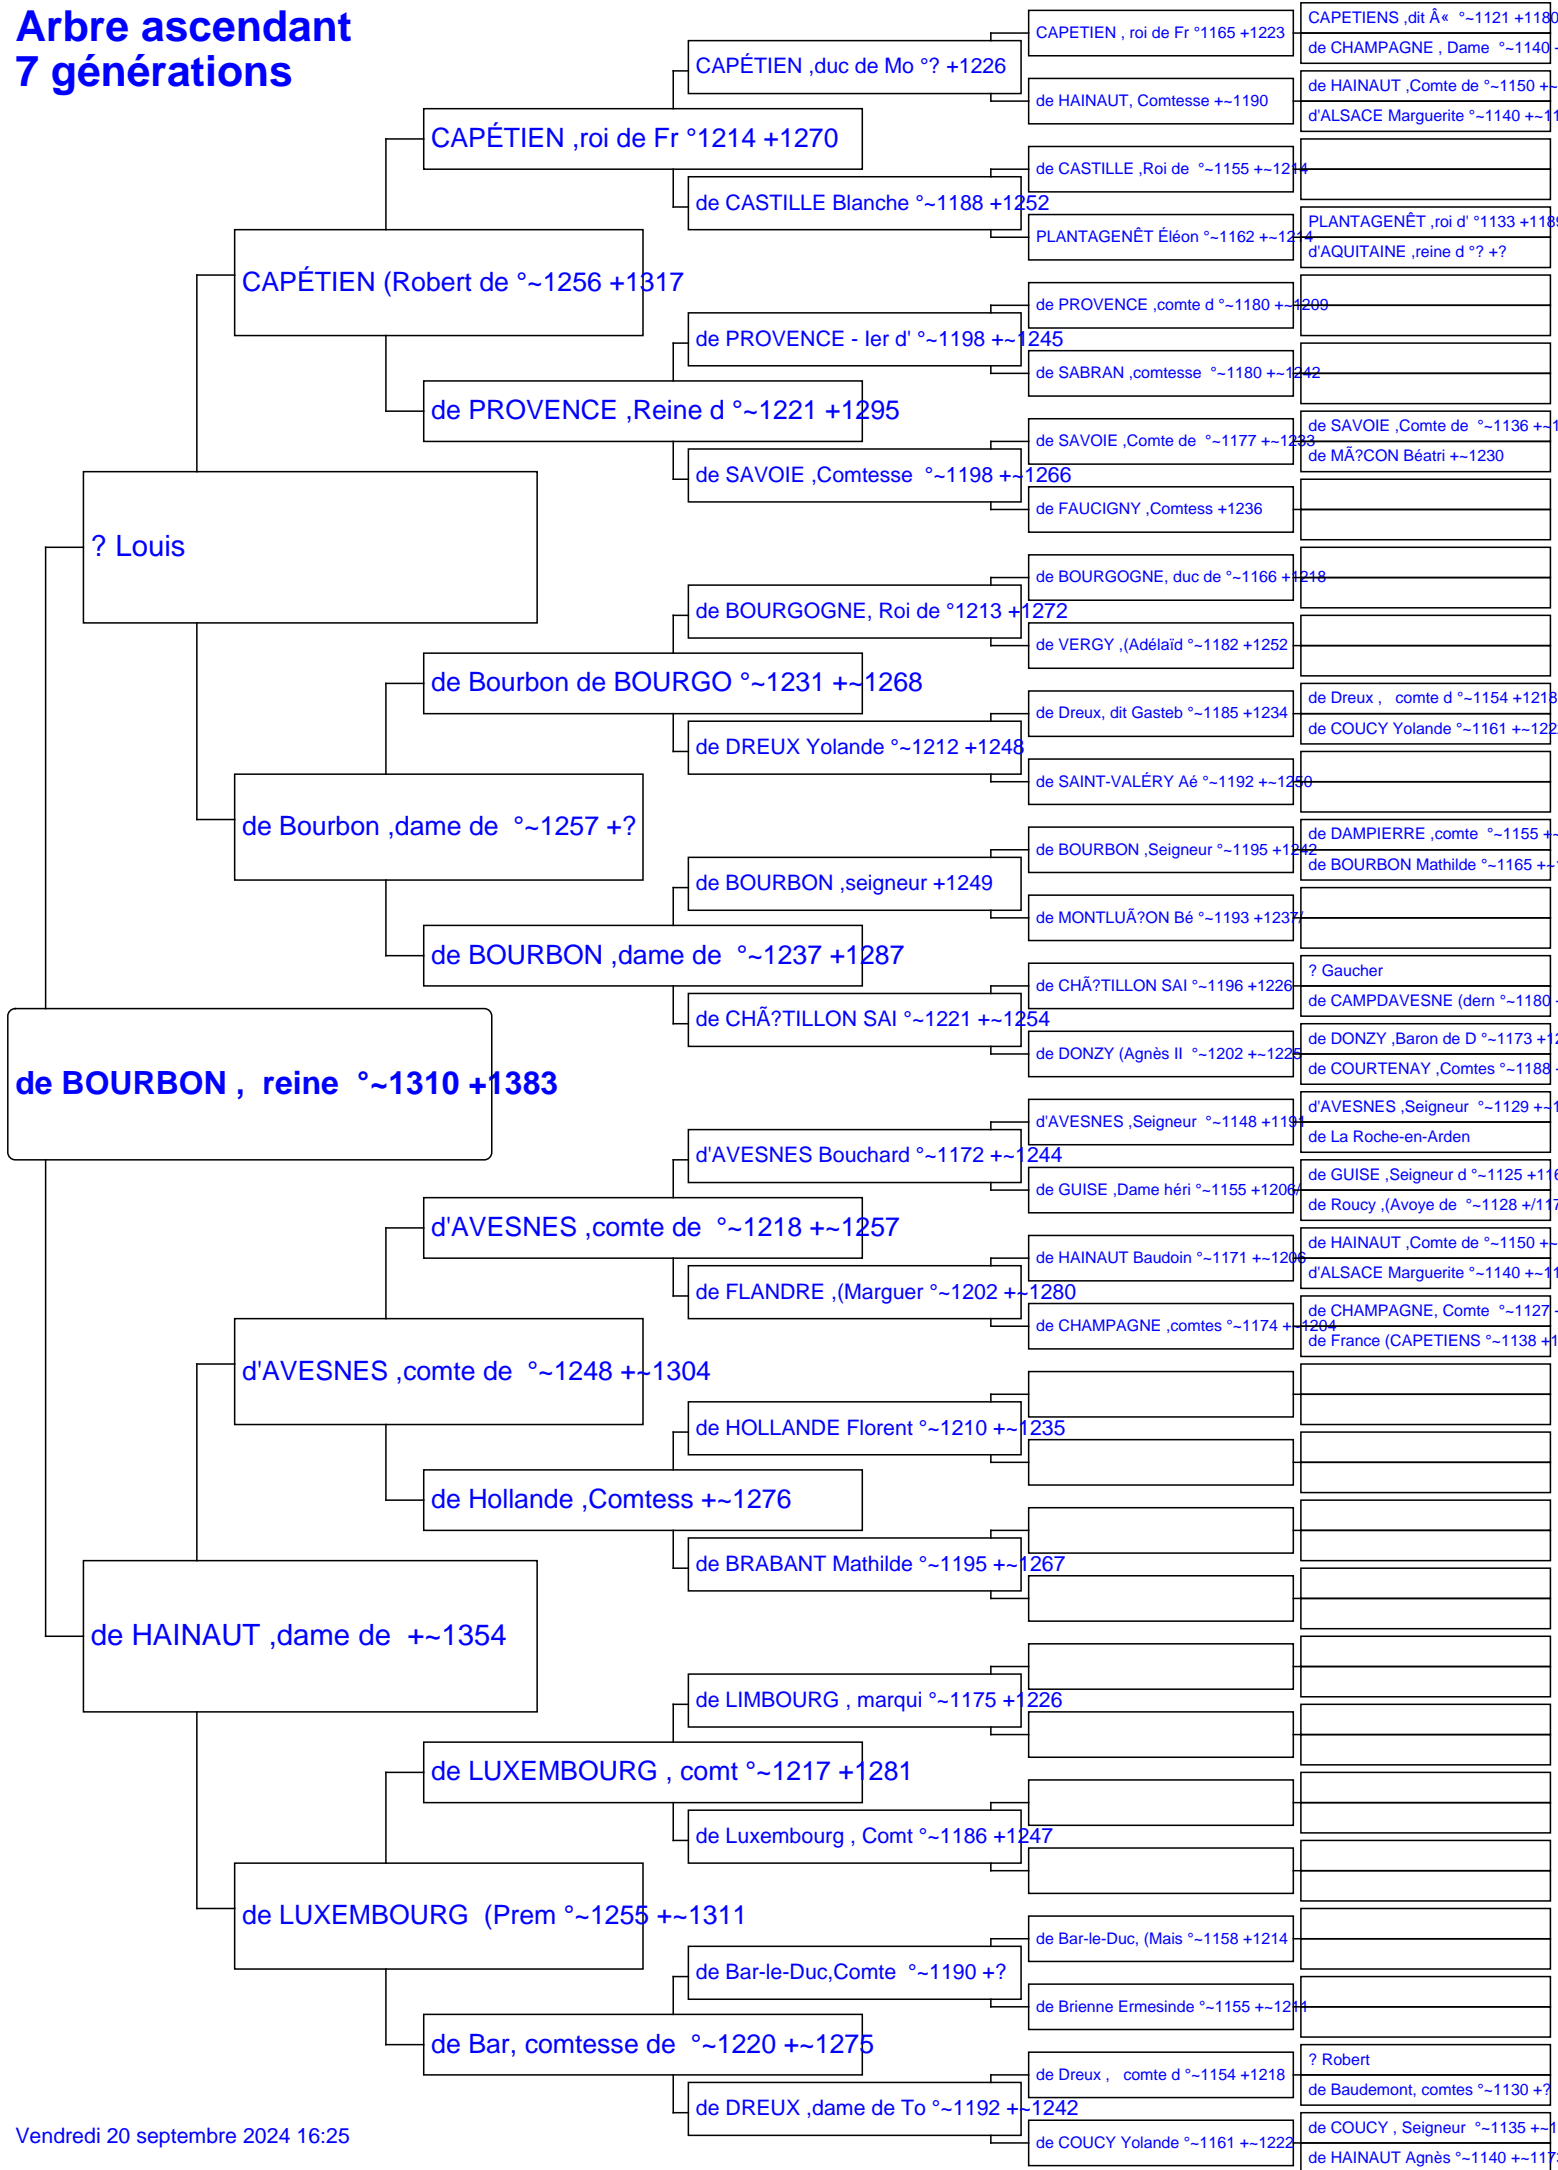 Arbre ascendant
7 générations
CAPETIENS ,dit Â« °~1121 +1180
CAPETIEN , roi de Fr °1165 +1223
de CHAMPAGNE , Dame °~1140
CAPÉTIEN ,duc de Mo °? +1226
de HAINAUT ,Comte de °~1150 +~
de HAINAUT, Comtesse +~1190
d'ALSACE Marguerite °~1140 +~11
CAPÉTIEN ,roi de Fr °1214 +1270
de CASTILLE ,Roi de °~1155 +~1214
de CASTILLE Blanche °~1188 +1252
PLANTAGENÊT ,roi d' °1133 +1189
PLANTAGENÊT Éléon °~1162 +~1214
d'AQUITAINE ,reine d °? +?
CAPÉTIEN (Robert de °~1256 +1317
de PROVENCE ,comte d °~1180 +~1209
de PROVENCE - Ier d' °~1198 +~1245
de SABRAN ,comtesse °~1180 +~1242
de PROVENCE ,Reine d °~1221 +1295
de SAVOIE ,Comte de °~1136 +~1
de SAVOIE ,Comte de °~1177 +~1233
de MÃ?CON Béatri +~1230
de SAVOIE ,Comtesse °~1198 +~1266
de FAUCIGNY ,Comtess +1236
? Louis
de BOURGOGNE, duc de °~1166 +1218
de BOURGOGNE, Roi de °1213 +1272
de VERGY ,(Adélaïd °~1182 +1252
de Bourbon de BOURGO °~1231 +~1268
de Dreux , comte d °~1154 +1218
de Dreux, dit Gasteb °~1185 +1234
de COUCY Yolande °~1161 +~122
de DREUX Yolande °~1212 +1248
de SAINT-VALÉRY Aé °~1192 +~1250
de Bourbon ,dame de °~1257 +?
de DAMPIERRE ,comte °~1155 +~
de BOURBON ,Seigneur °~1195 +1242
de BOURBON Mathilde °~1165 +~
de BOURBON ,seigneur +1249
de MONTLUÃ?ON Bé °~1193 +1237/
de BOURBON ,dame de °~1237 +1287
? Gaucher
de CHÃ?TILLON SAI °~1196 +1226
de CAMPDAVESNE (dern °~1180
de CHÃ?TILLON SAI °~1221 +~1254
de DONZY ,Baron de D °~1173 +12
de DONZY (Agnès II °~1202 +~1225
de COURTENAY ,Comtes °~1188
de BOURBON , reine °~1310 +1383
d'AVESNES ,Seigneur °~1129 +~1
d'AVESNES ,Seigneur °~1148 +1191
de La Roche-en-Arden
d'AVESNES Bouchard °~1172 +~1244
de GUISE ,Seigneur d °~1125 +116
de GUISE ,Dame héri °~1155 +1206/
de Roucy ,(Avoye de °~1128 +/117
d'AVESNES ,comte de °~1218 +~1257
de HAINAUT ,Comte de °~1150 +~
de HAINAUT Baudoin °~1171 +~1206
d'ALSACE Marguerite °~1140 +~11
de FLANDRE ,(Marguer °~1202 +~1280
de CHAMPAGNE, Comte °~1127
de CHAMPAGNE ,comtes °~1174 +~1204
de France (CAPETIENS °~1138 +1
d'AVESNES ,comte de °~1248 +~1304
de HOLLANDE Florent °~1210 +~1235
de Hollande ,Comtess +~1276
de BRABANT Mathilde °~1195 +~1267
de HAINAUT ,dame de +~1354
de LIMBOURG , marqui °~1175 +1226
de LUXEMBOURG , comt °~1217 +1281
de Luxembourg , Comt °~1186 +1247
de LUXEMBOURG (Prem °~1255 +~1311
de Bar-le-Duc, (Mais °~1158 +1214
de Bar-le-Duc,Comte °~1190 +?
de Brienne Ermesinde °~1155 +~1211
de Bar, comtesse de °~1220 +~1275
? Robert
de Dreux , comte d °~1154 +1218
de Baudemont, comtes °~1130 +?
de DREUX ,dame de To °~1192 +~1242
de COUCY , Seigneur °~1135 +~1
de COUCY Yolande °~1161 +~1222
de HAINAUT Agnès °~1140 +~1173
Vendredi 20 septembre 2024 16:25